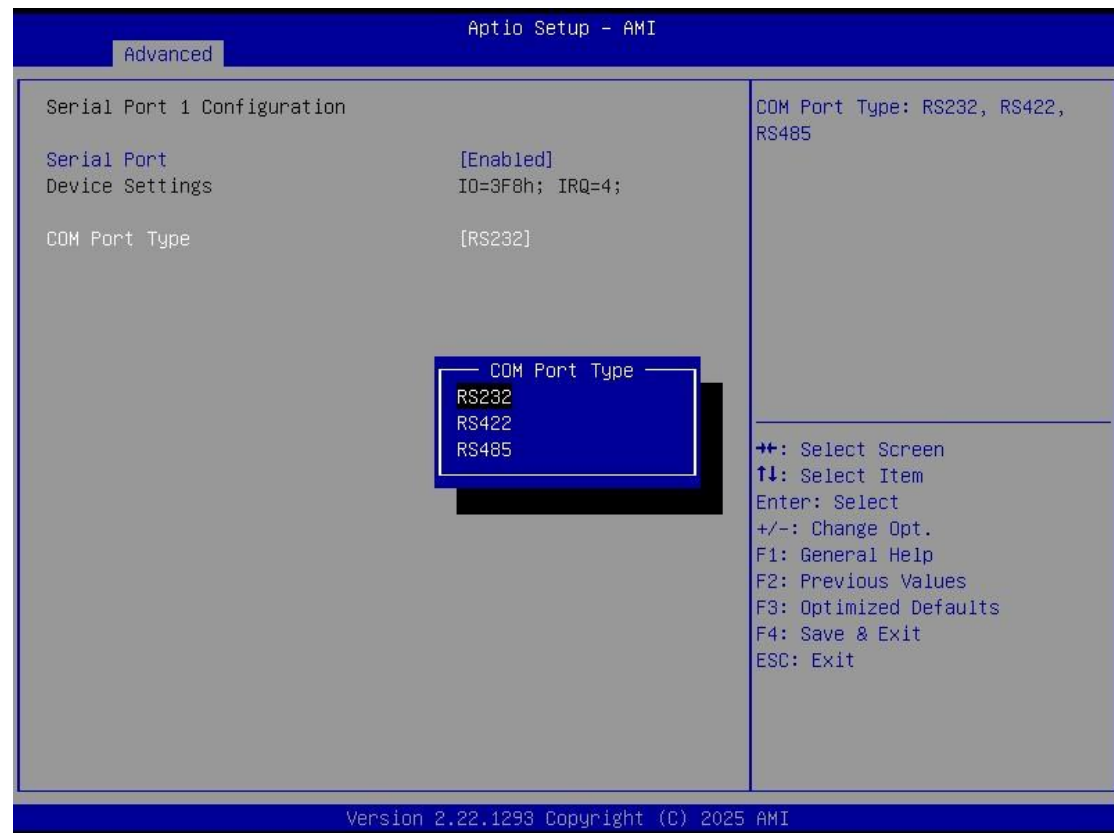 Aptio Setup - AMI
Advanced
Serial Port 1 Configuration
Serial Port [Enabled]
Device Settings IO=3F8h; IRQ=4;
COM Port Type [RS232]
COM Port Type
RS232
RS422
RS485
COM Port Type: RS232, RS422,
RS485
→←: Select Screen
↑↓: Select Item
Enter: Select
+/-: Change Opt.
F1: General Help
F2: Previous Values
F3: Optimized Defaults
F4: Save & Exit
ESC: Exit
Version 2.22.1293 Copyright (C) 2025 AMI